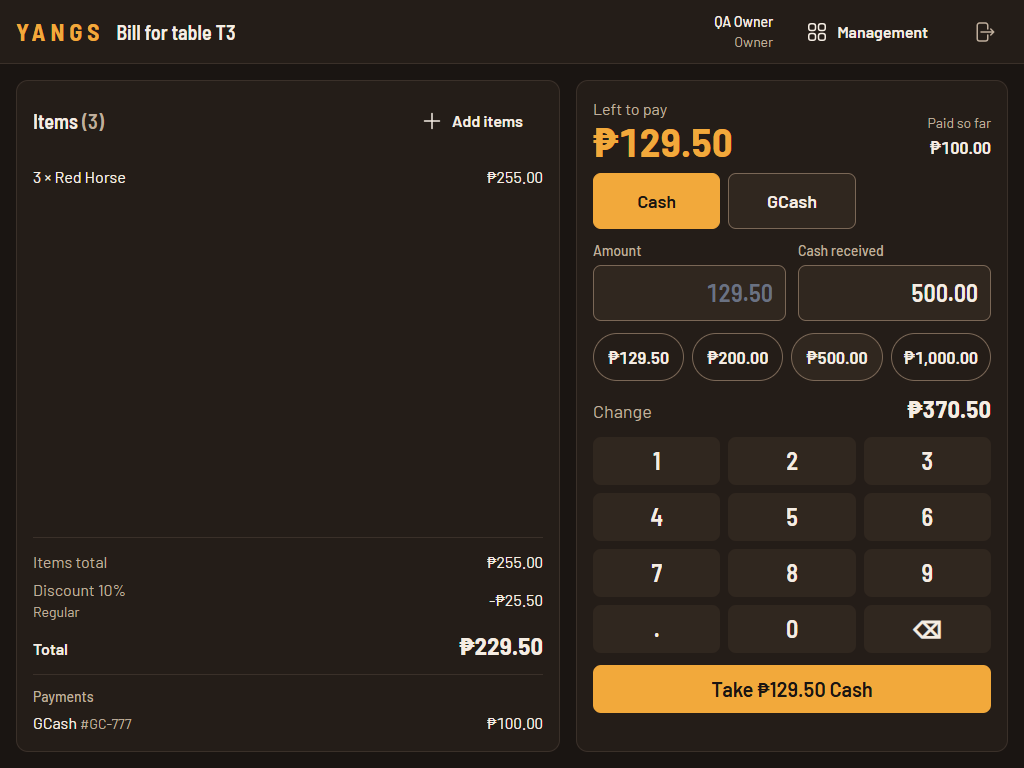 YANGS Bill for table T3
QA Owner
Owner
Management
Items (3)
Add items
3 × Red Horse ₱255.00
Items total ₱255.00
Discount 10%
Regular
-₱25.50
Total ₱229.50
Payments
GCash #GC-777 ₱100.00
Left to pay
₱129.50
Paid so far
₱100.00
Cash GCash
Amount Cash received
129.50 500.00
₱129.50 ₱200.00 ₱500.00 ₱1,000.00
Change ₱370.50
1 2 3
4 5 6
7 8 9
. 0 ⌫
Take ₱129.50 Cash